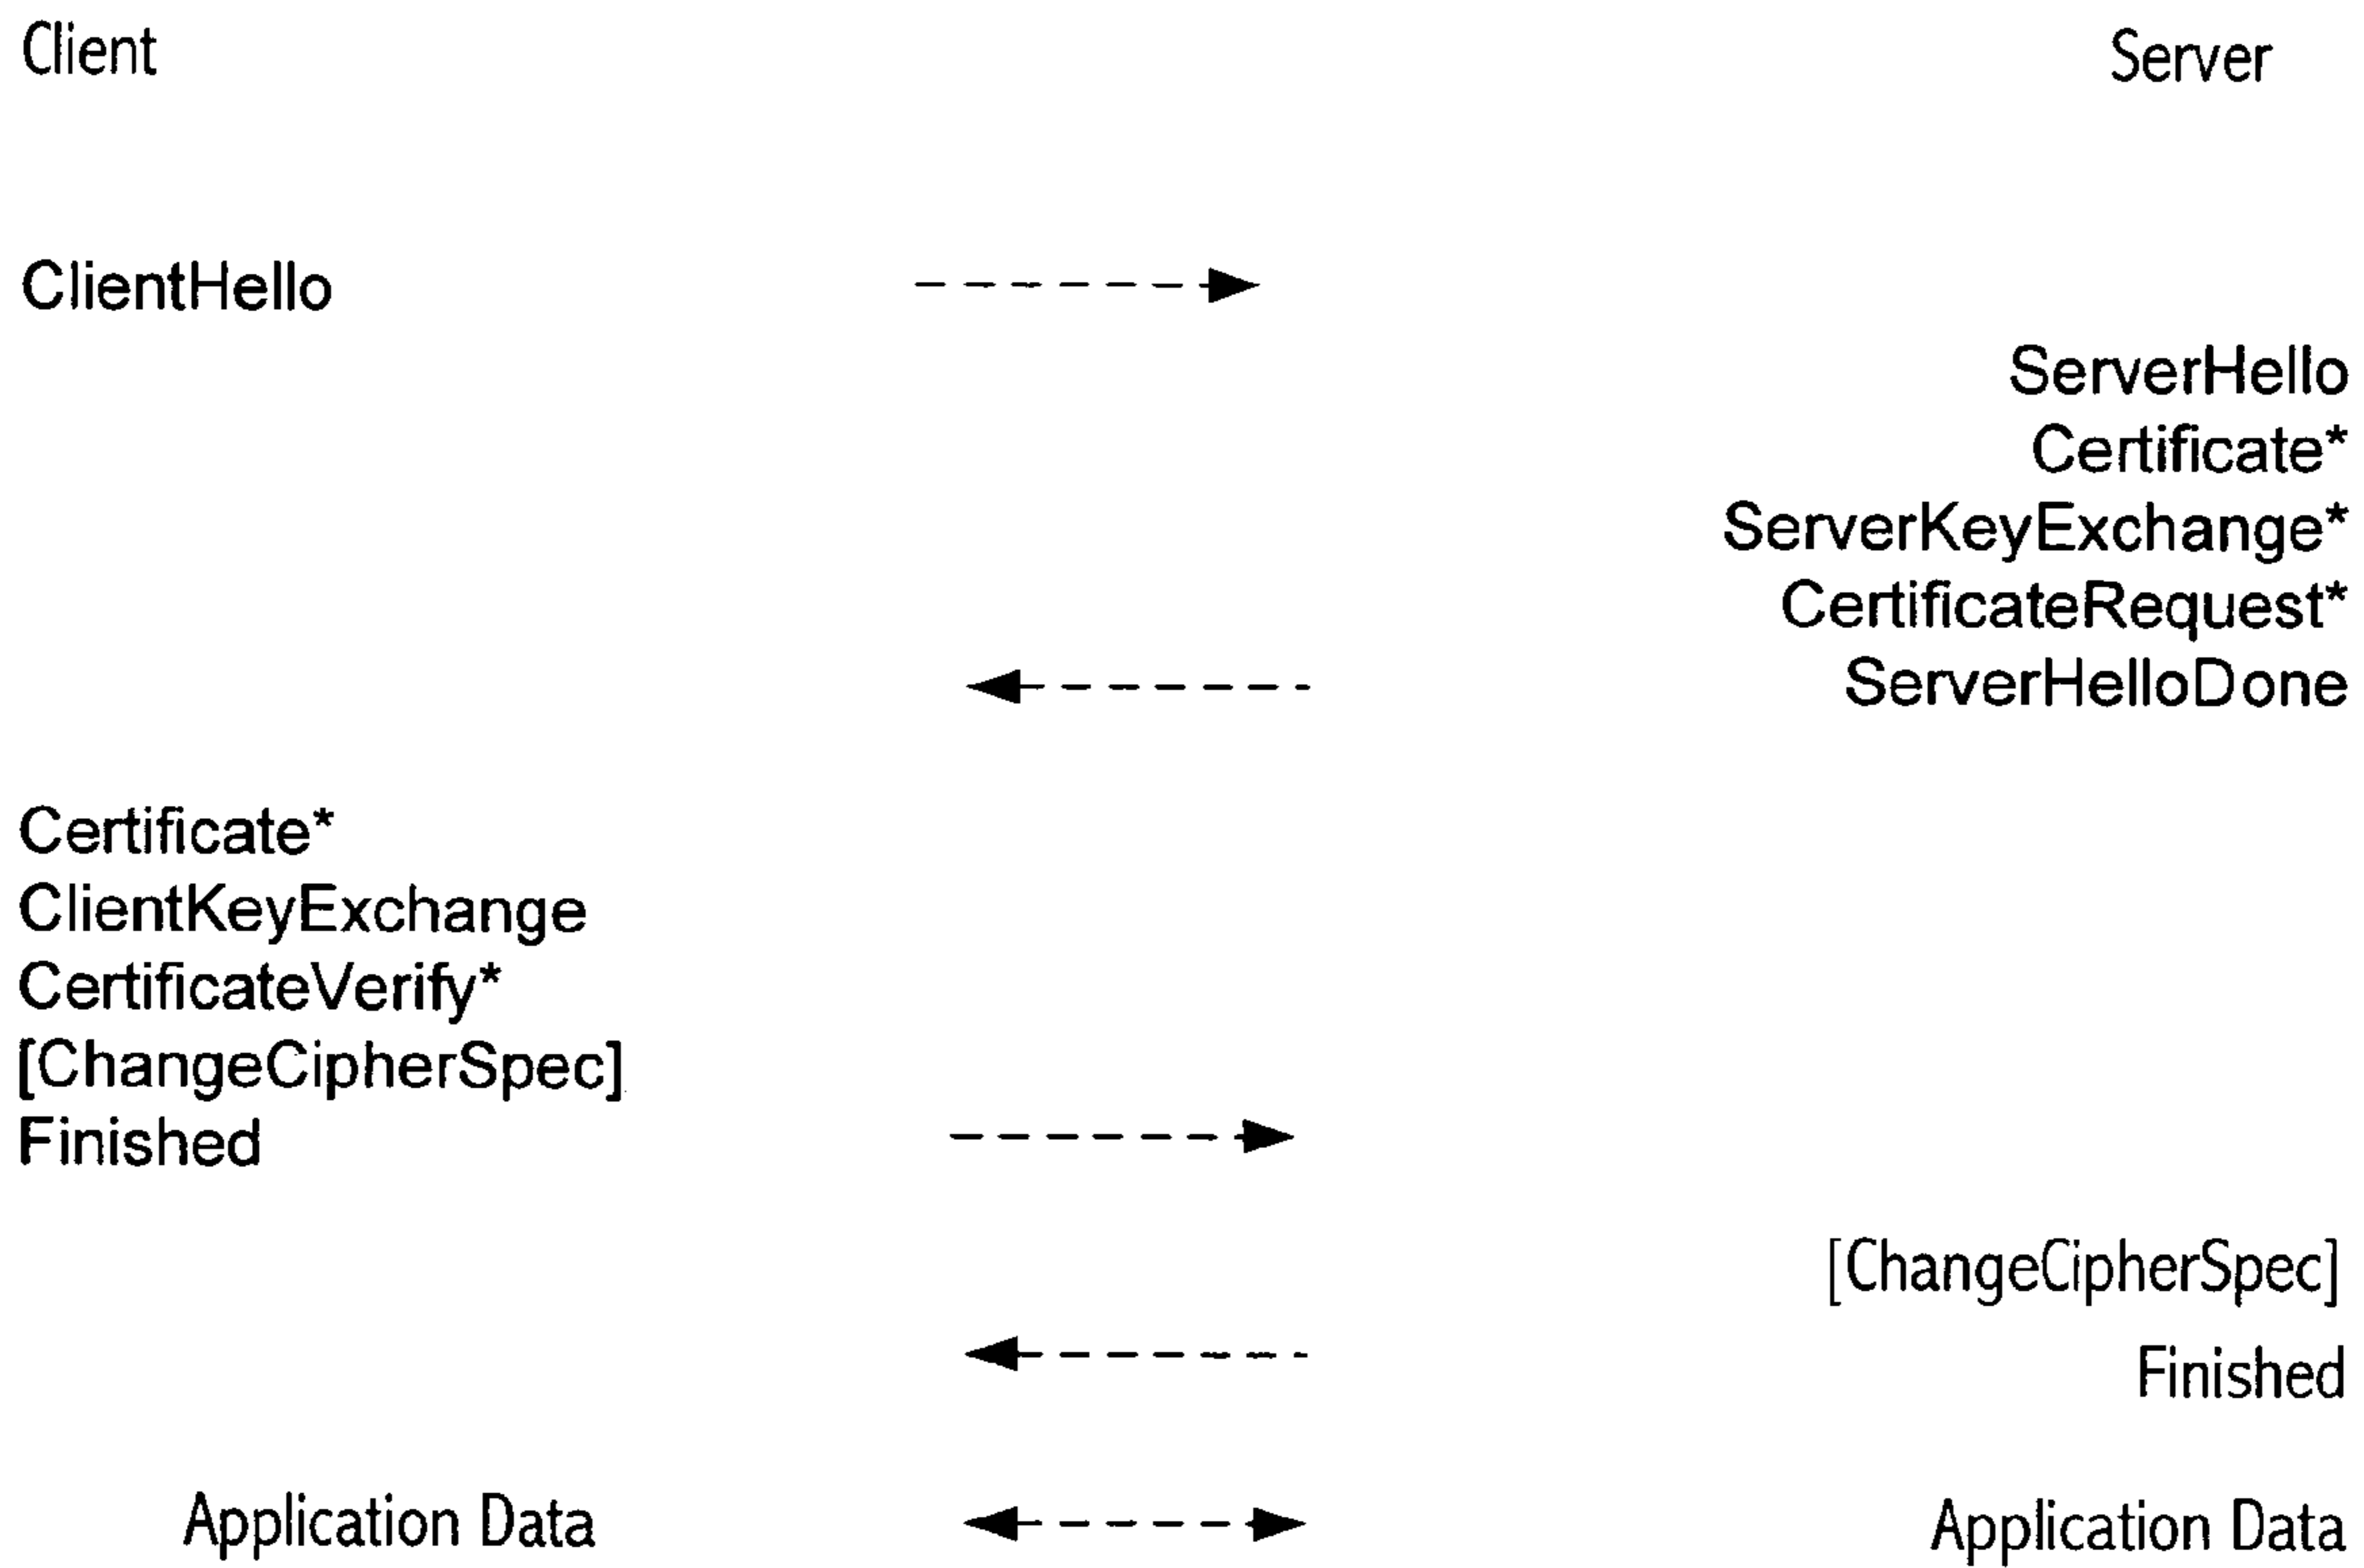 Client Server
ClientHello
ServerHello
Certificate*
ServerKeyExchange*
CertificateRequest*
ServerHelloDone
Certificate*
ClientKeyExchange
CertificateVerify*
[ChangeCipherSpec]
Finished
[ChangeCipherSpec]
Finished
Application Data Application Data